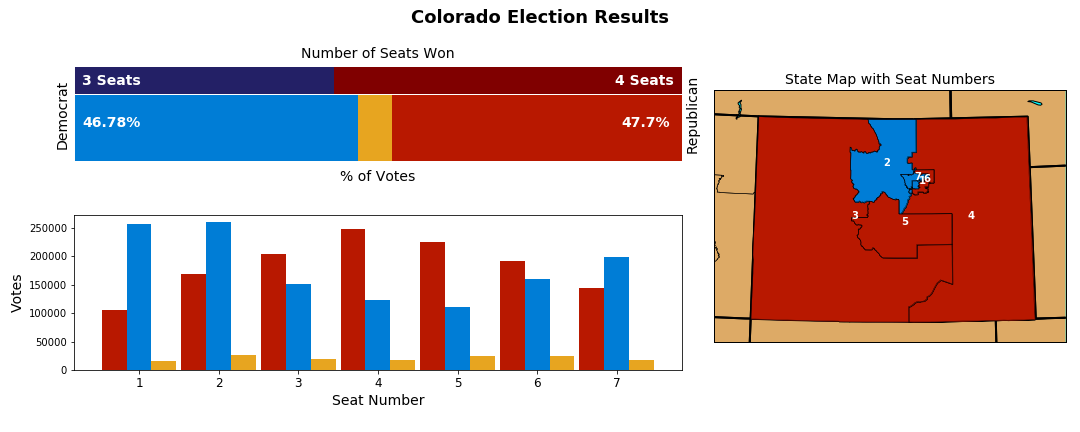 Colorado Election Results
Number of Seats Won
3 Seats
4 Seats
Democrat
Republican
46.78%
47.7%
% of Votes
State Map with Seat Numbers
2
7
1
6
3
5
4
Votes
250000
200000
150000
100000
50000
0
1 2 3 4 5 6 7
Seat Number